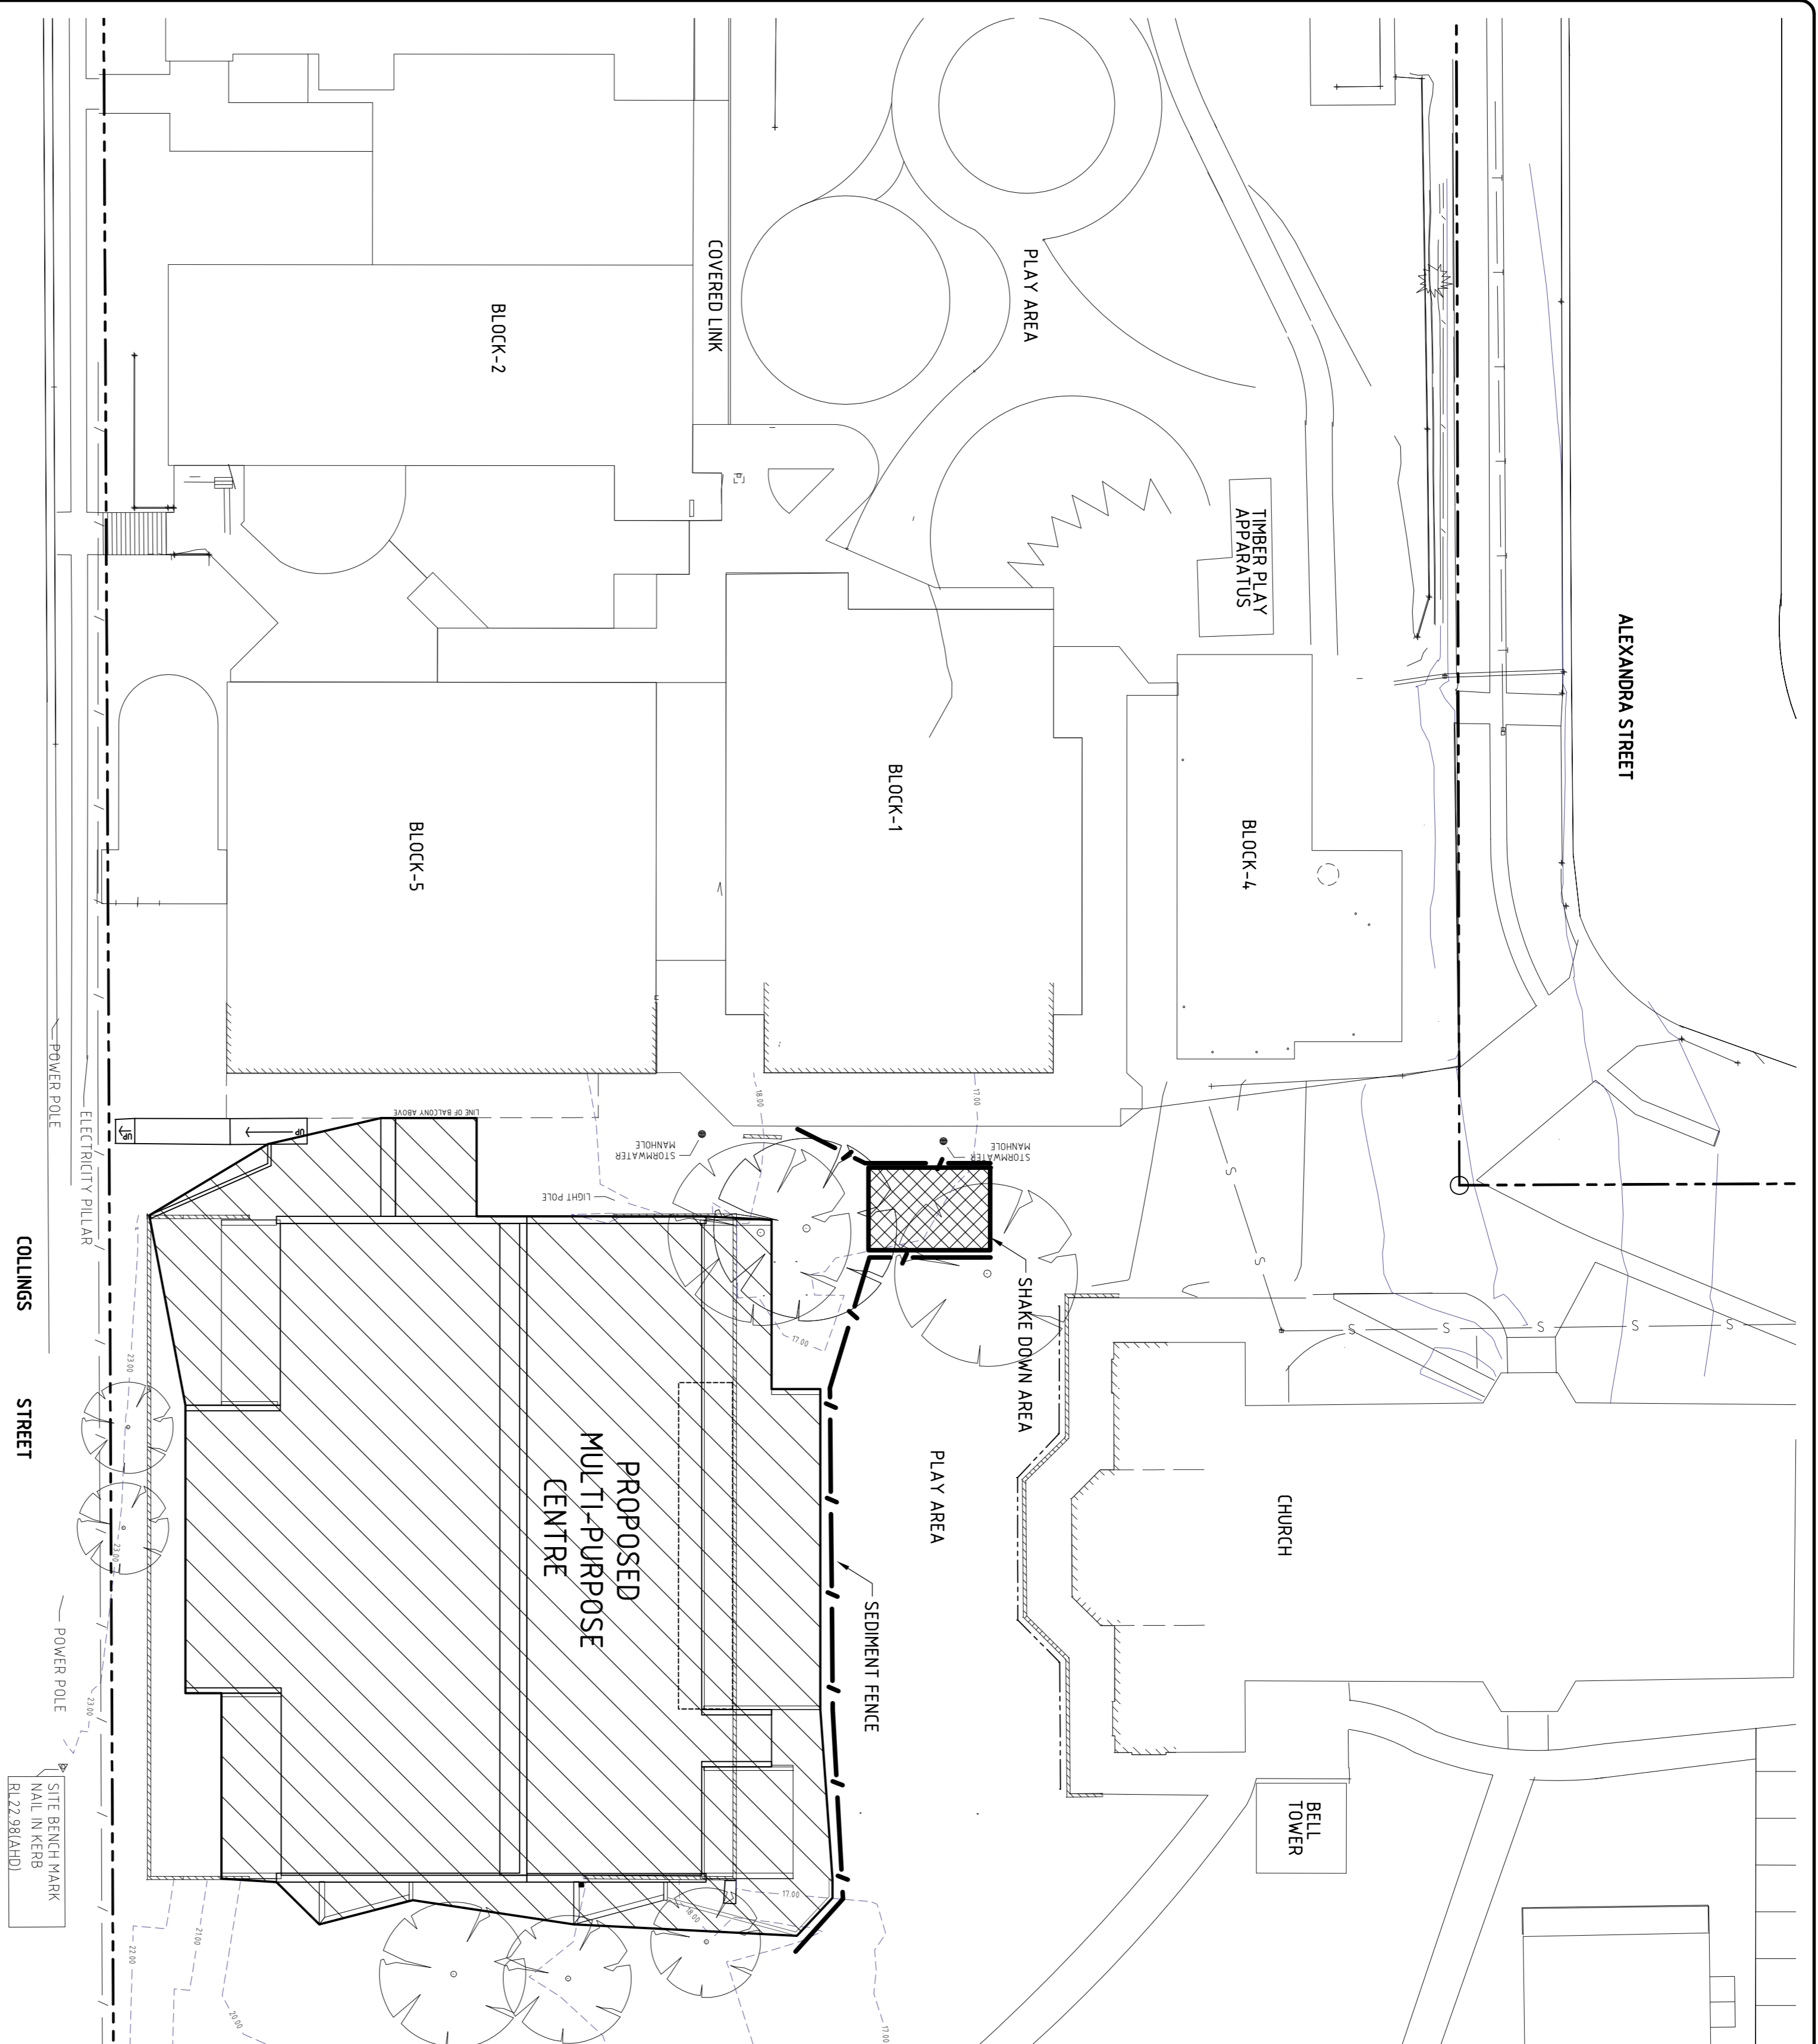 ALEXANDRA STREET
COVERED LINK
PLAY AREA
BLOCK-2
TIMBER PLAY
APPARATUS
BLOCK-1
BLOCK-4
BLOCK-5
POWER POLE
ELECTRICITY PILLAR
UP
UP
LINE OF BALCONY ABOVE
18.00
17.00
STORMWATER
MANHOLE
STORMWATER
MANHOLE
LIGHT POLE
S
S
S
S
S
S
S
SHAKE DOWN AREA
17.00
COLLINGS STREET
23.00
23.00
PROPOSED
MULTI-PURPOSE
CENTRE
PLAY AREA
CHURCH
SEDIMENT FENCE
POWER POLE
23.00
BELL
TOWER
SITE BENCH MARK
NAIL IN KERB
RL22.98(AHD)
17.00
18.00
22.00
21.00
20.00
17.00